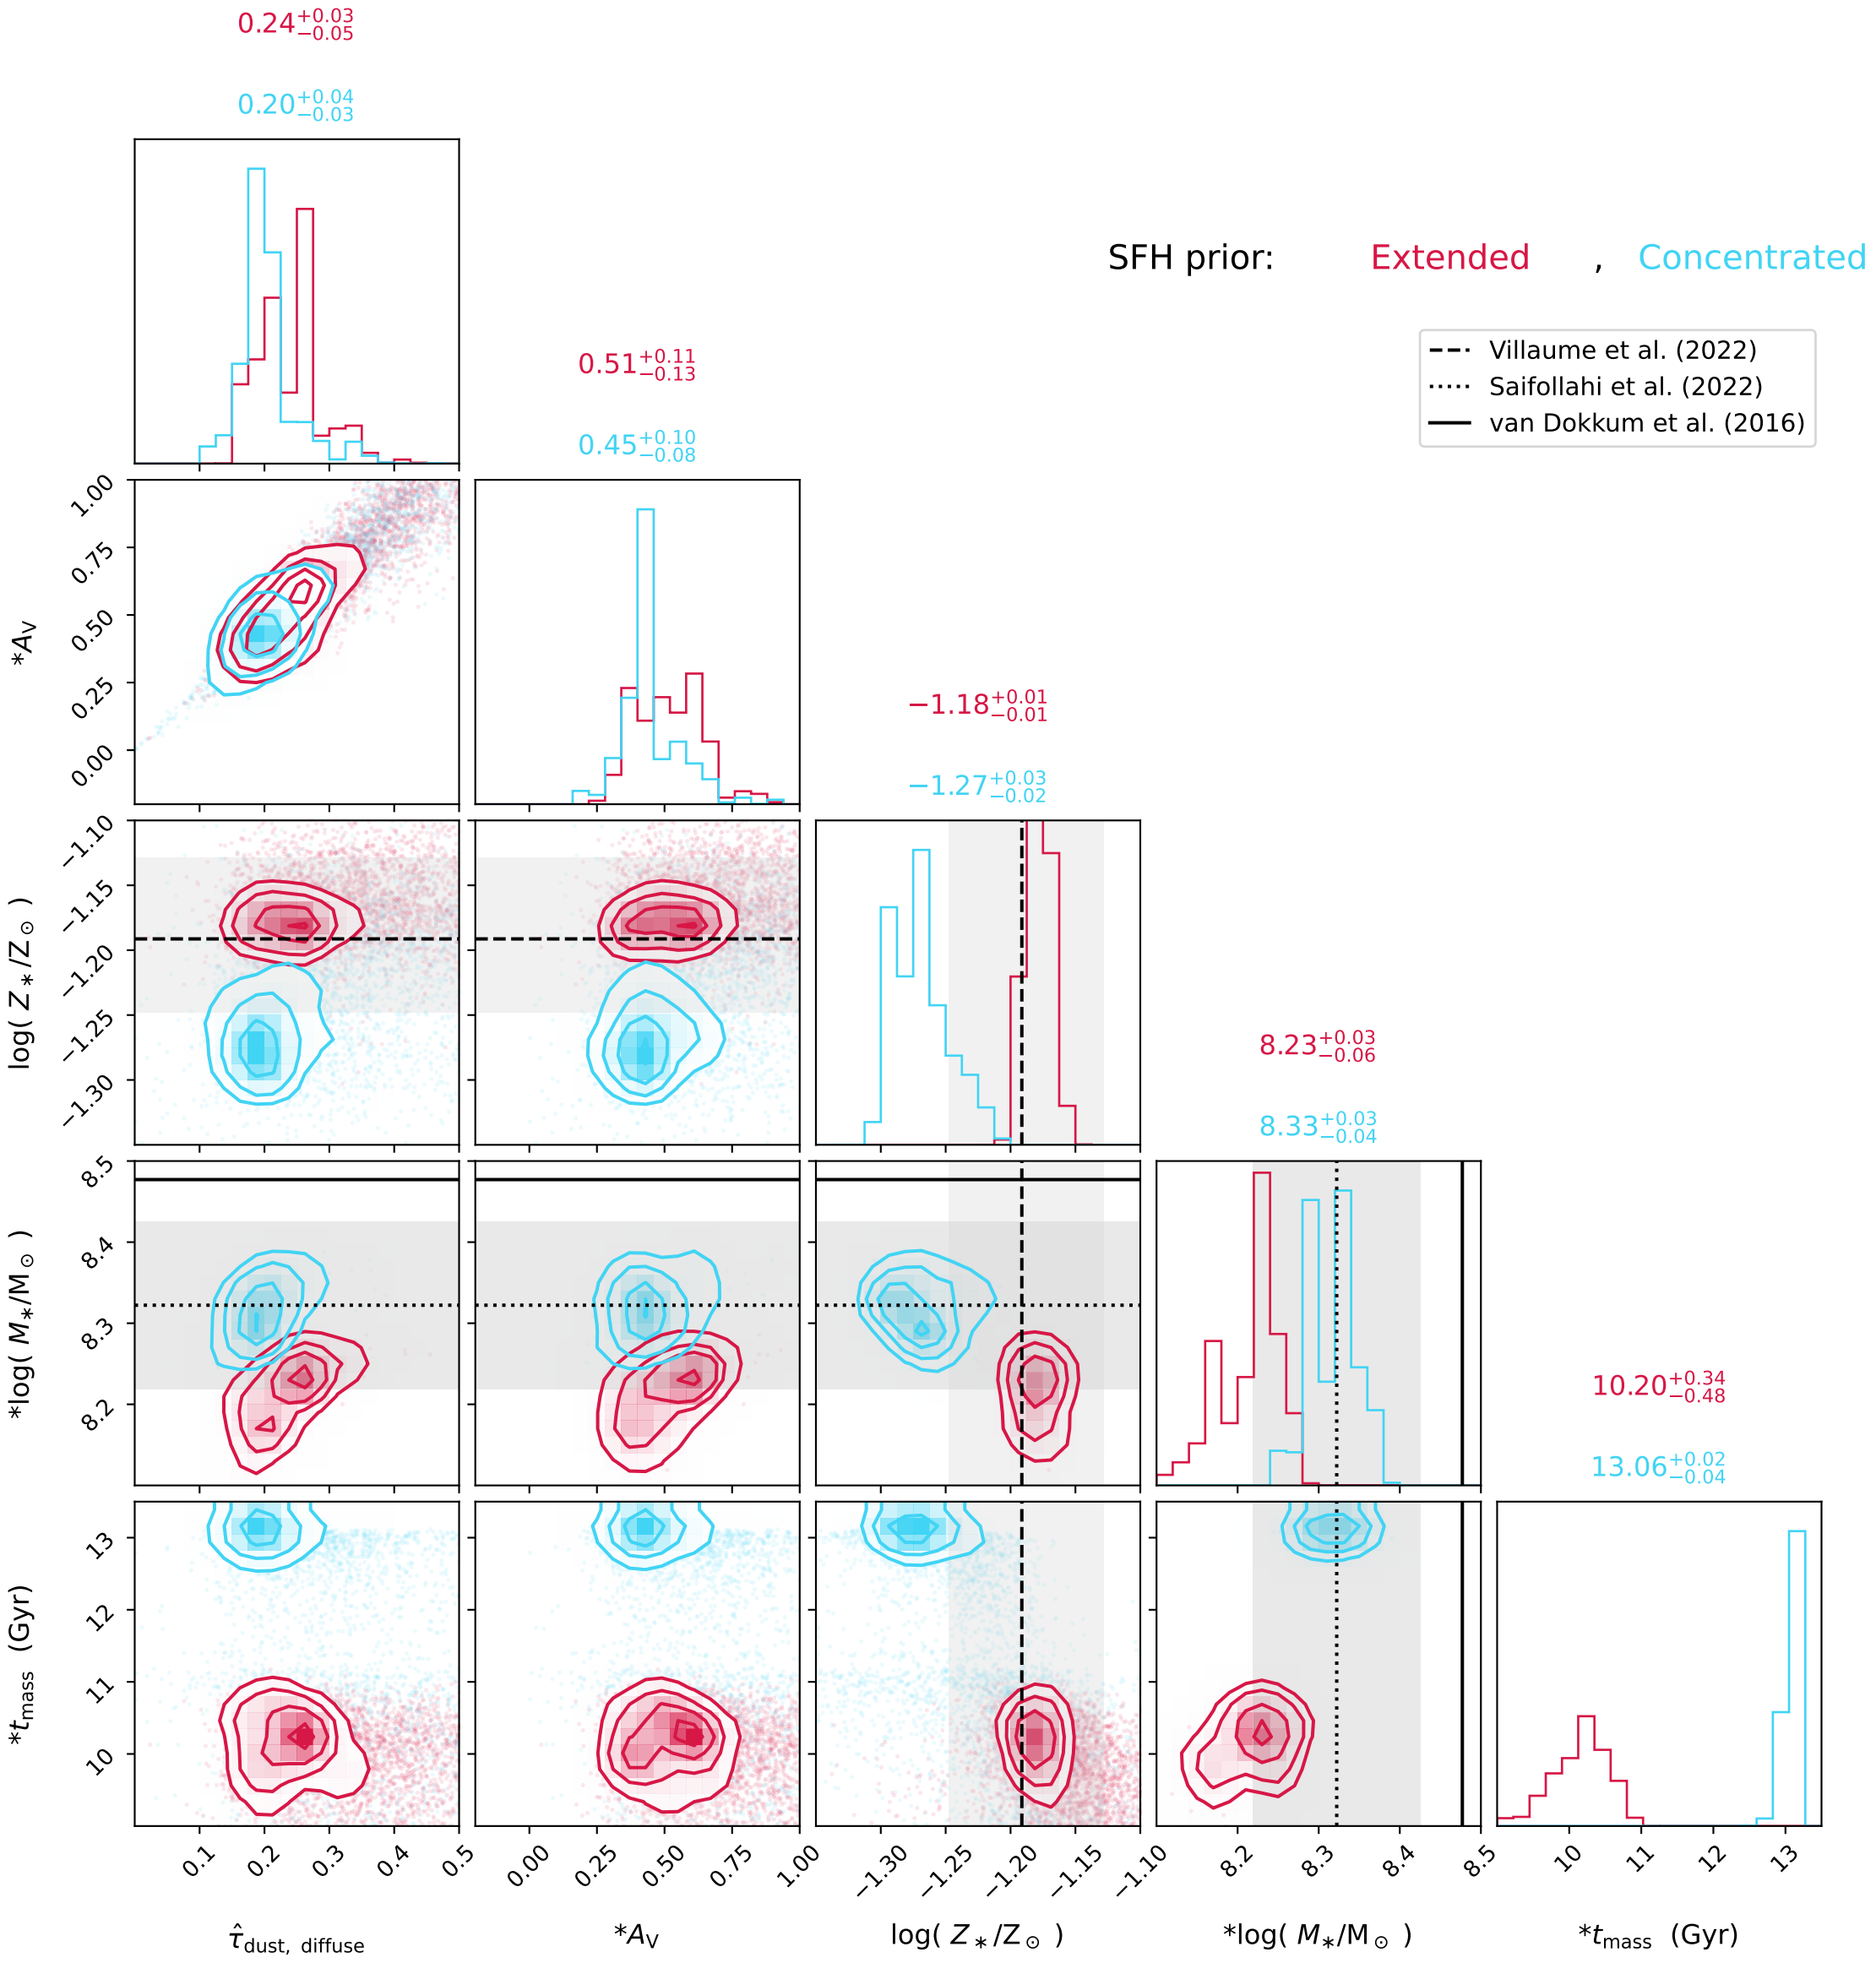 0.24+0.03−0.05
0.20+0.04−0.03
SFH prior: Extended , Concentrated
Villaume et al. (2022)
Saifollahi et al. (2022)
van Dokkum et al. (2016)
0.51+0.11−0.13
0.45+0.10−0.08
*AV
1.00
0.75
0.50
0.25
0.00
−1.18+0.01−0.01
−1.27+0.03−0.02
log( Z∗/Z⊙ )
−1.10
−1.15
−1.20
−1.25
−1.30
8.23+0.03−0.06
8.33+0.03−0.04
*log( M∗/M⊙ )
8.5
8.4
8.3
8.2
10.20+0.34−0.48
13.06+0.02−0.04
*tmass (Gyr)
13
12
11
10
0.1 0.2 0.3 0.4 0.5
0.00 0.25 0.50 0.75 1.00
−1.30 −1.25 −1.20 −1.15 −1.10
8.2 8.3 8.4 8.5
10 11 12 13
τ̂dust, diffuse
*AV
log( Z∗/Z⊙ )
*log( M∗/M⊙ )
*tmass (Gyr)